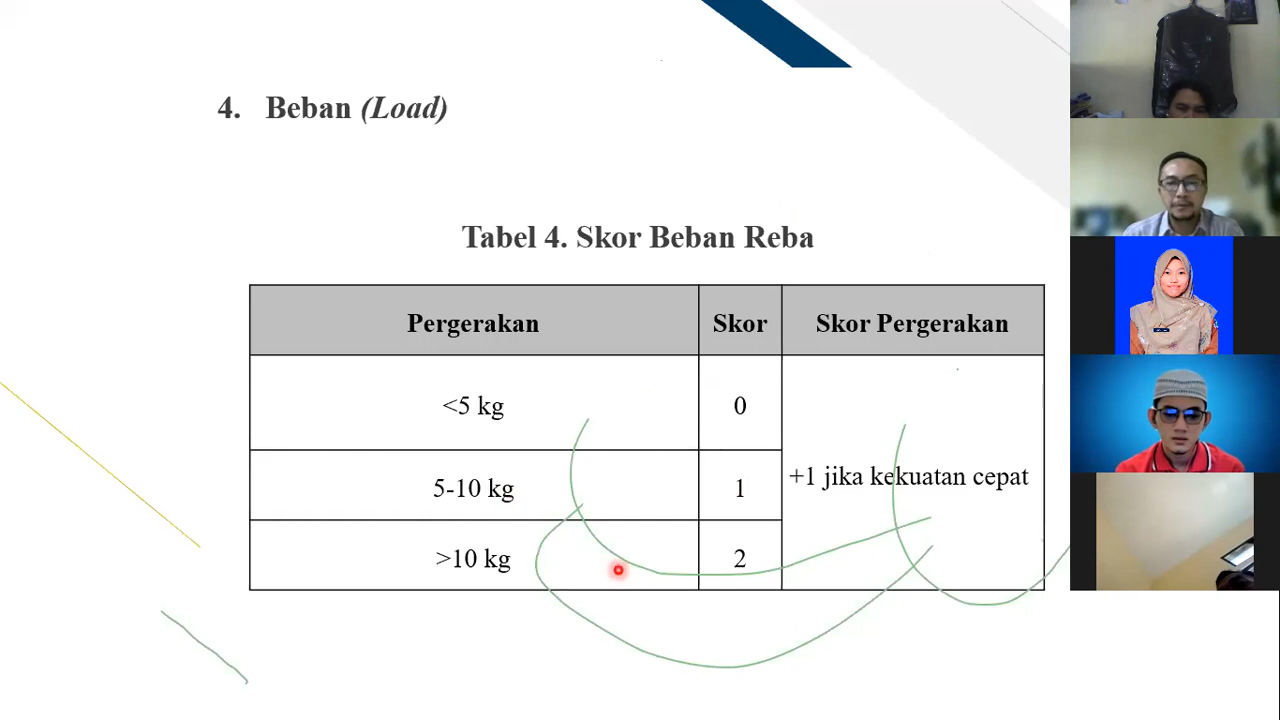 4. Beban (Load)
Tabel 4. Skor Beban Reba
Pergerakan Skor Skor Pergerakan
<5 kg 0
+1 jika kekuatan cepat
5-10 kg 1
>10 kg 2